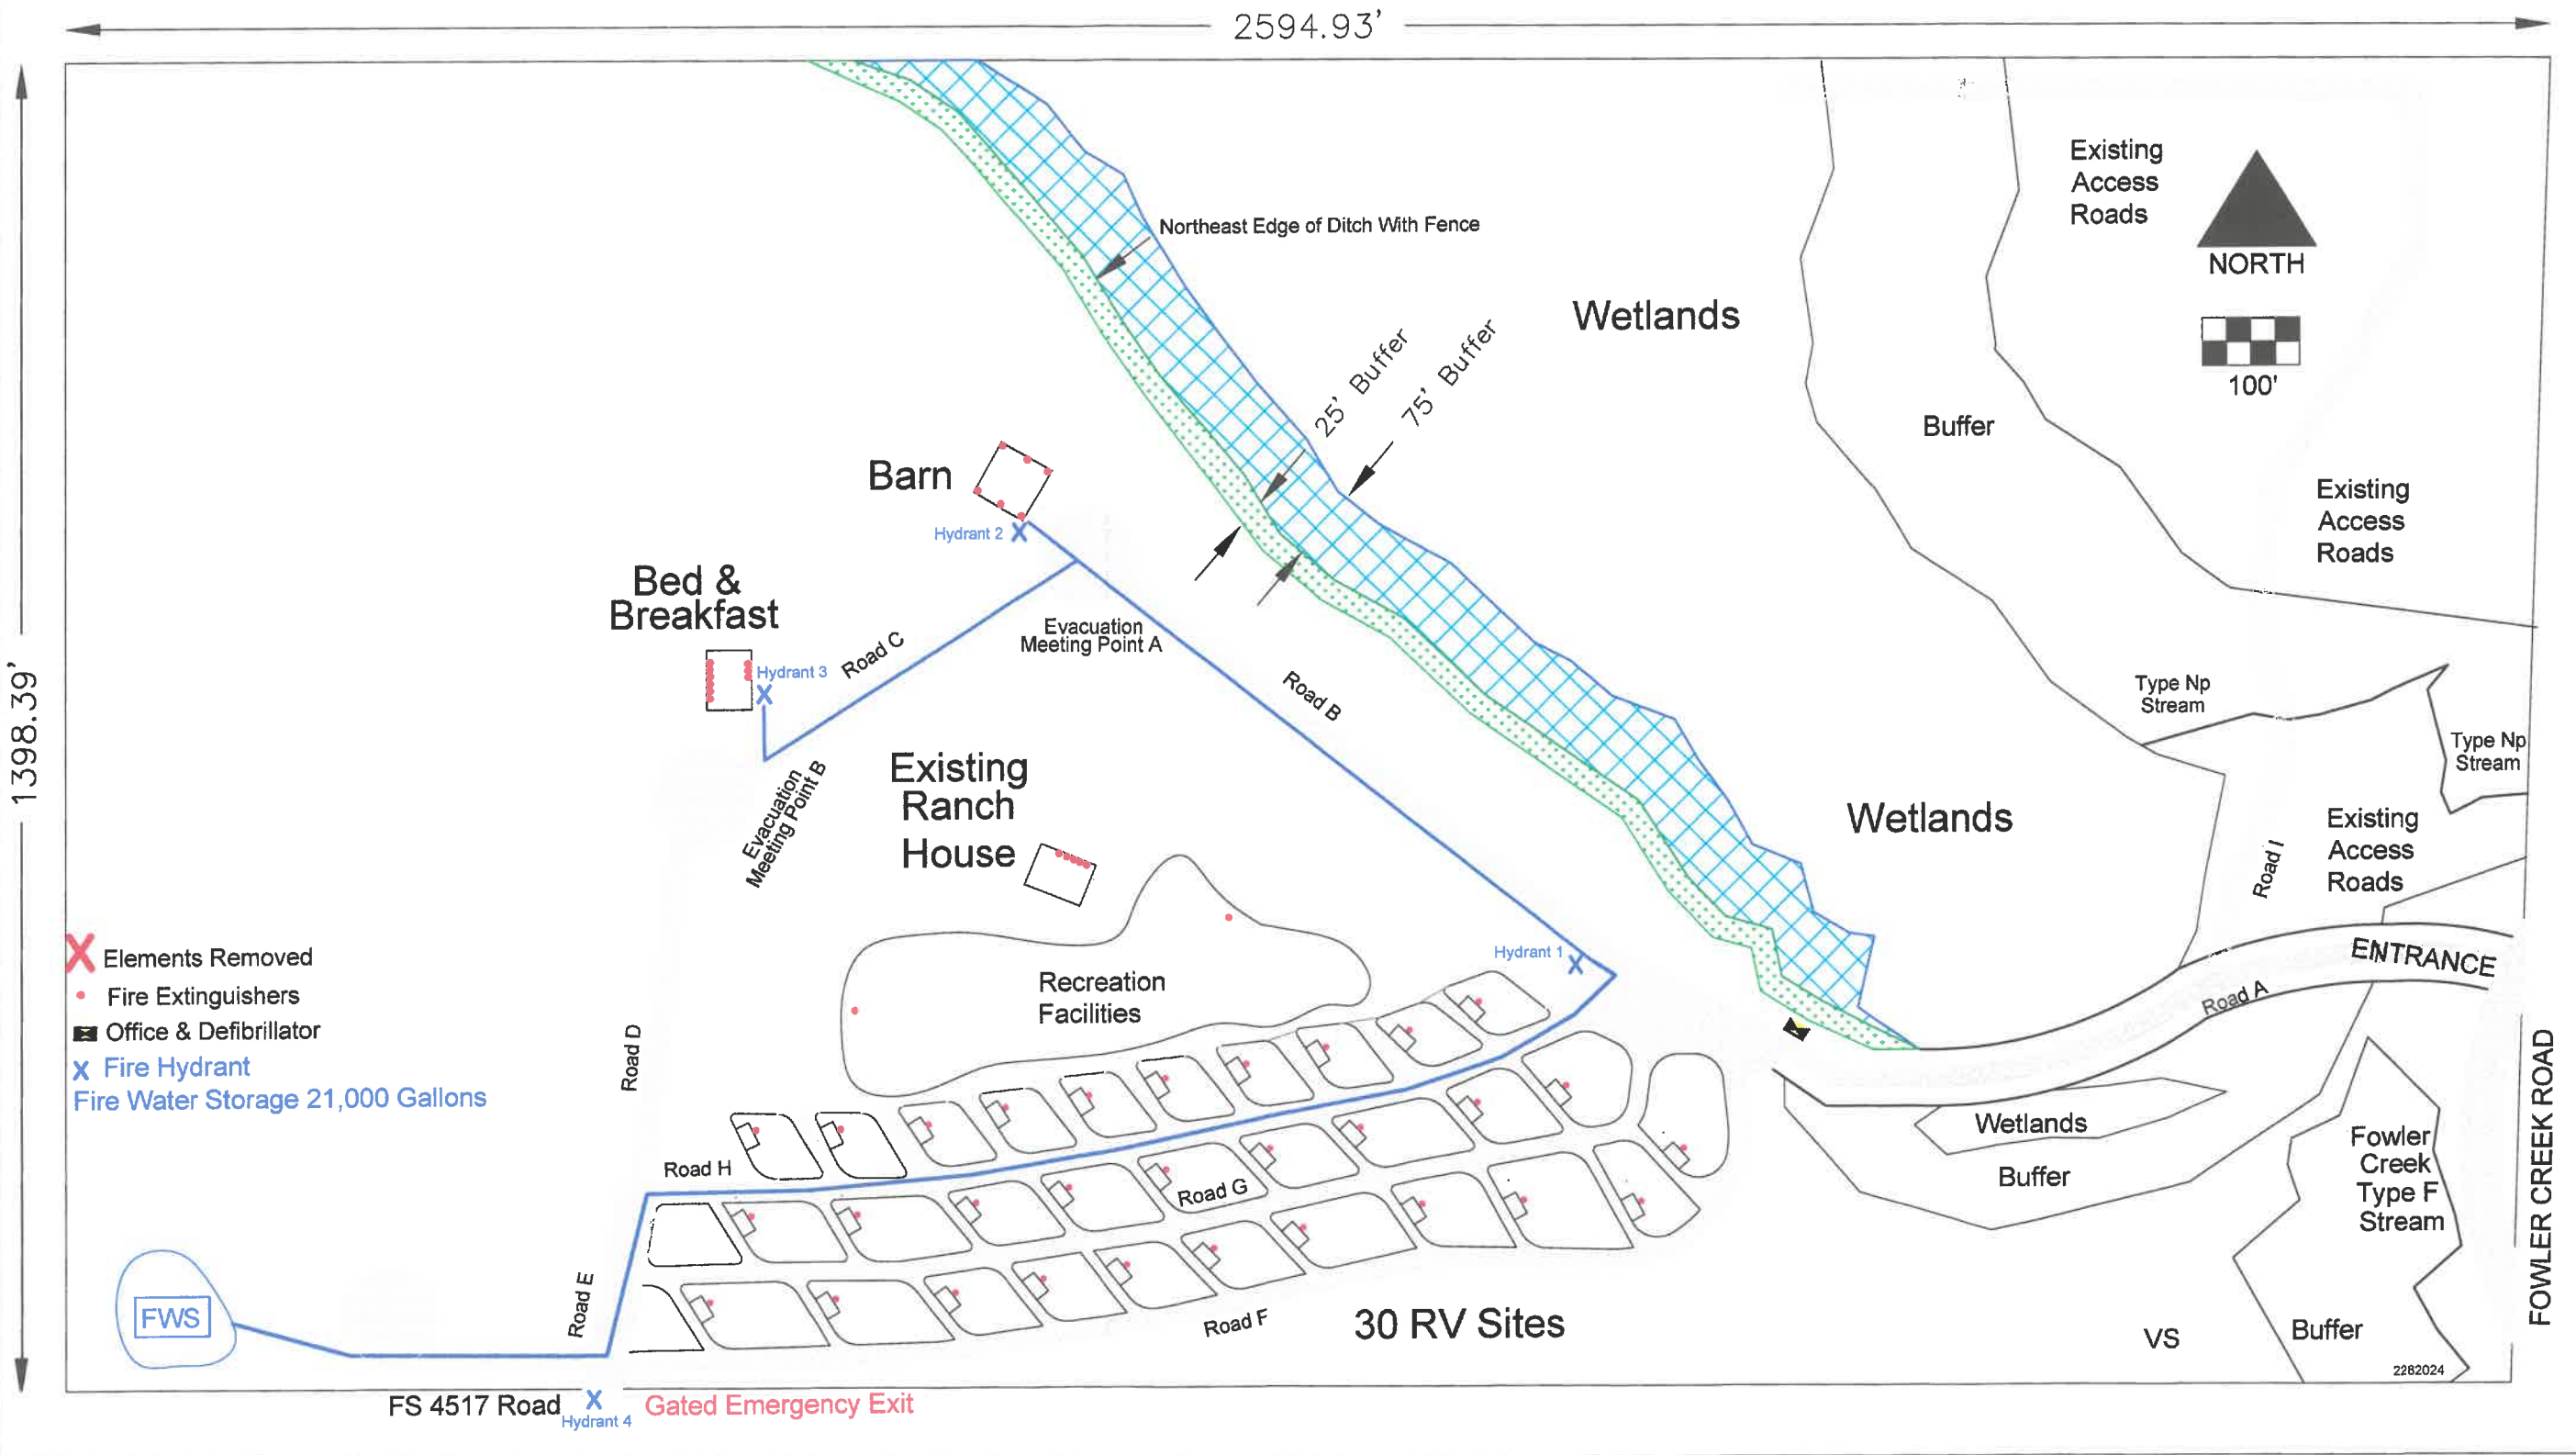 2594.93'
1398.39'
Existing
Access
Roads
NORTH
100'
Northeast Edge of Ditch With Fence
Wetlands
25' Buffer
75' Buffer
Buffer
Existing
Access
Roads
Barn
Hydrant 2
Bed &
Breakfast
Hydrant 3
Road C
Evacuation
Meeting Point A
Road B
Type Np
Stream
Type Np
Stream
Evacuation
Meeting Point B
Existing
Ranch
House
Wetlands
Road I
Existing
Access
Roads
ENTRANCE
Road A
Hydrant 1
Recreation
Facilities
X Elements Removed
Fire Extinguishers
Office & Defibrillator
X Fire Hydrant
Fire Water Storage 21,000 Gallons
Road D
Road H
Road G
Wetlands
Buffer
Fowler
Creek
Type F
Stream
FOWLER CREEK ROAD
FWS
Road E
Road F
30 RV Sites
VS
Buffer
2282024
FS 4517 Road
X
Hydrant 4
Gated Emergency Exit